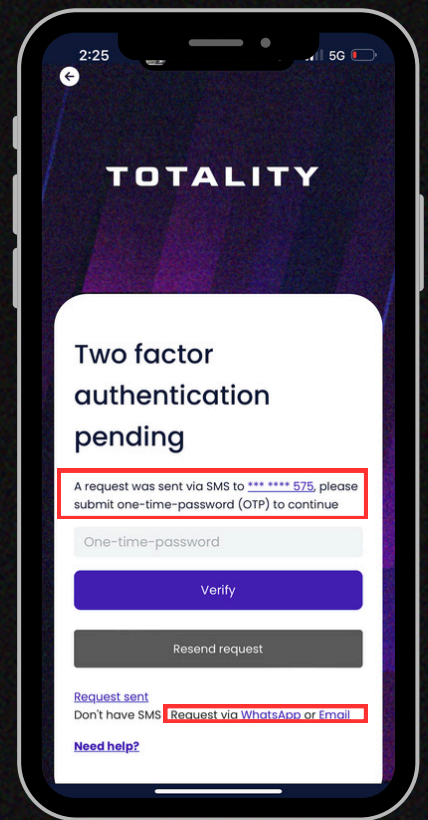 2:25
5G
TOTALITY
Two factor
authentication
pending
A request was sent via SMS to *** **** 575, please
submit one-time-password (OTP) to continue
One-time-password
Verify
Resend request
Request sent
Don't have SMS Request via WhatsApp or Email
Need help?